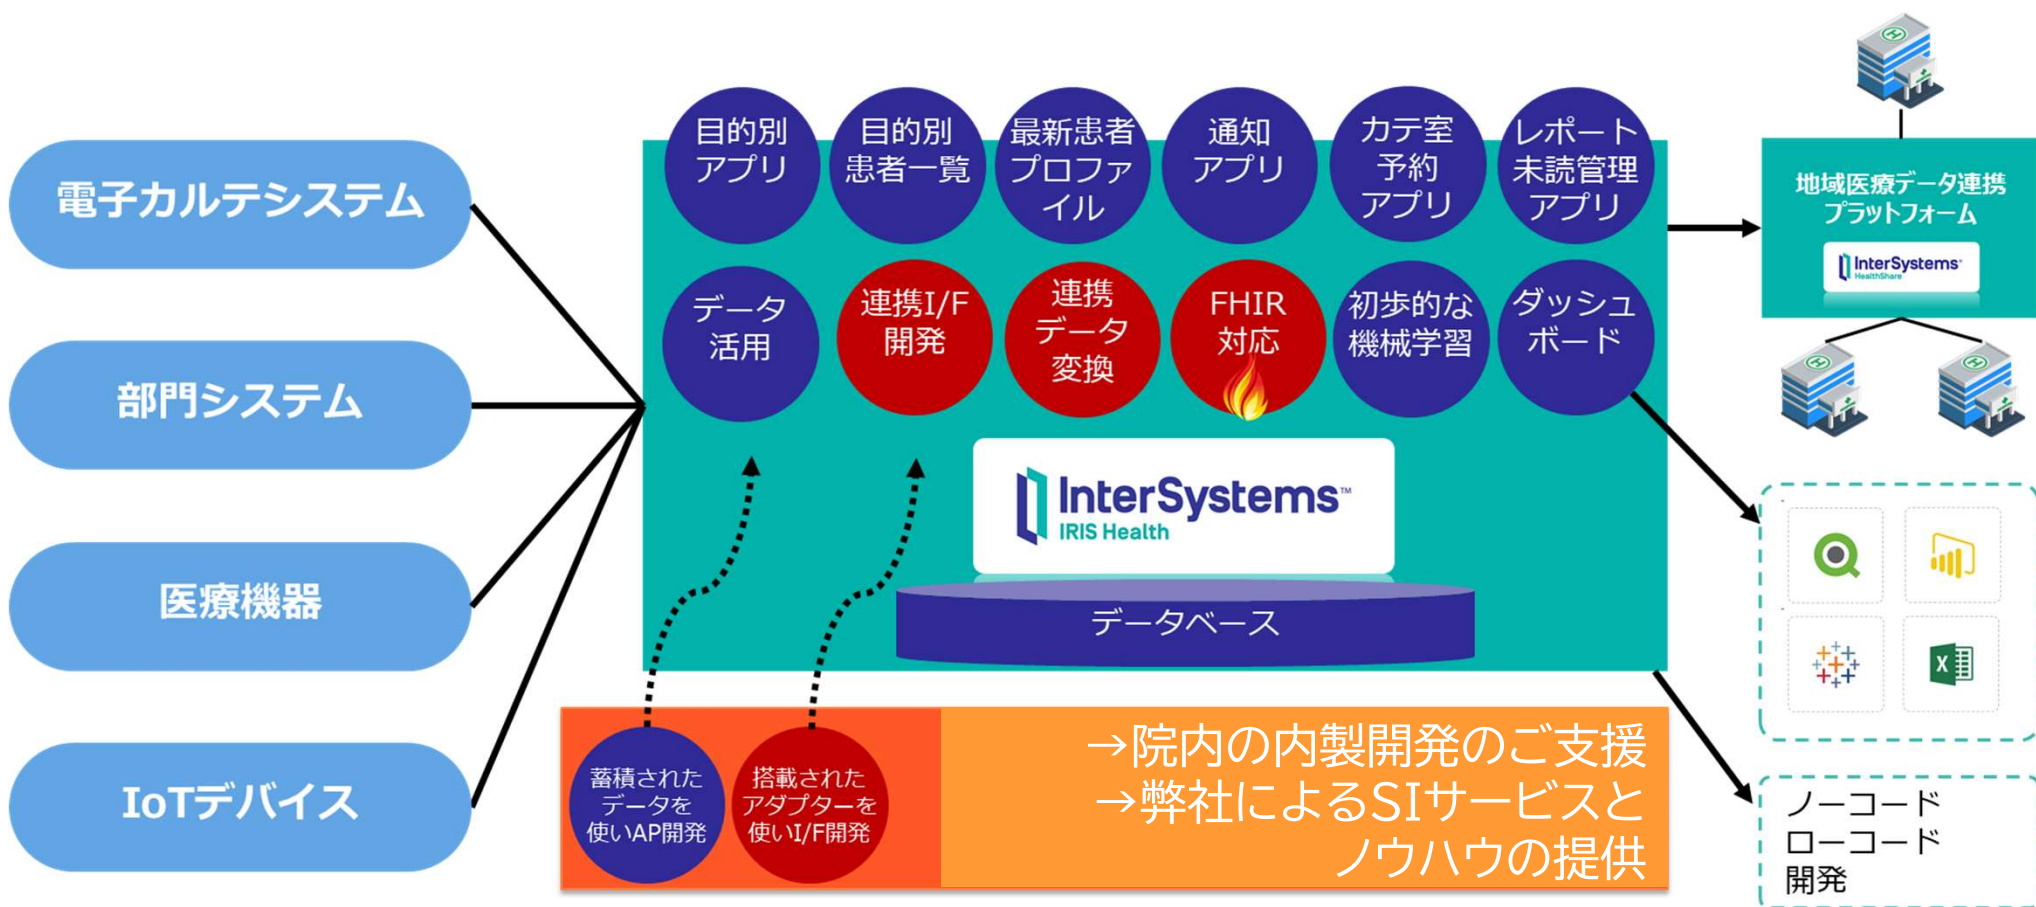 電子カルテシステム
部門システム
医療機器
IoTデバイス
目的別
アプリ
目的別
患者一覧
最新患者
プロファ
イル
通知
アプリ
カテ室
予約
アプリ
レポート
未読管理
アプリ
データ
活用
連携I/F
開発
連携
データ
変換
FHIR
対応
初歩的な
機械学習
ダッシュ
ボード
InterSystems™
IRIS Health
データベース
蓄積された
データを
使いAP開発
搭載された
アダプターを
使いI/F開発
→院内の内製開発のご支援
→弊社によるSIサービスと
ノウハウの提供
地域医療データ連携
プラットフォーム
InterSystems
HealthShare
ノーコード
ローコード
開発